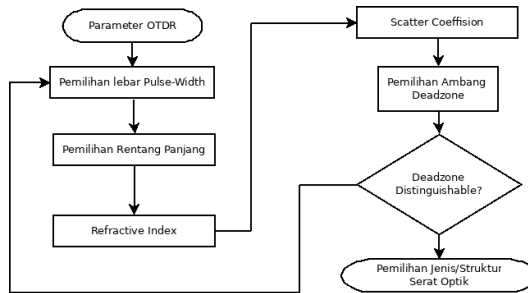 Parameter OTDR
Pemilihan lebar Pulse-Width
Pemilihan Rentang Panjang
Refractive Index
Scatter Coeffision
Pemilihan Ambang
Deadzone
Deadzone
Distinguishable?
Pemilihan Jenis/Struktur
Serat Optik